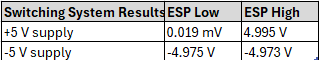 Switching System Results ESP Low ESP High
+5 V supply 0.019 mV 4.995 V
-5 V supply -4.975 V -4.973 V